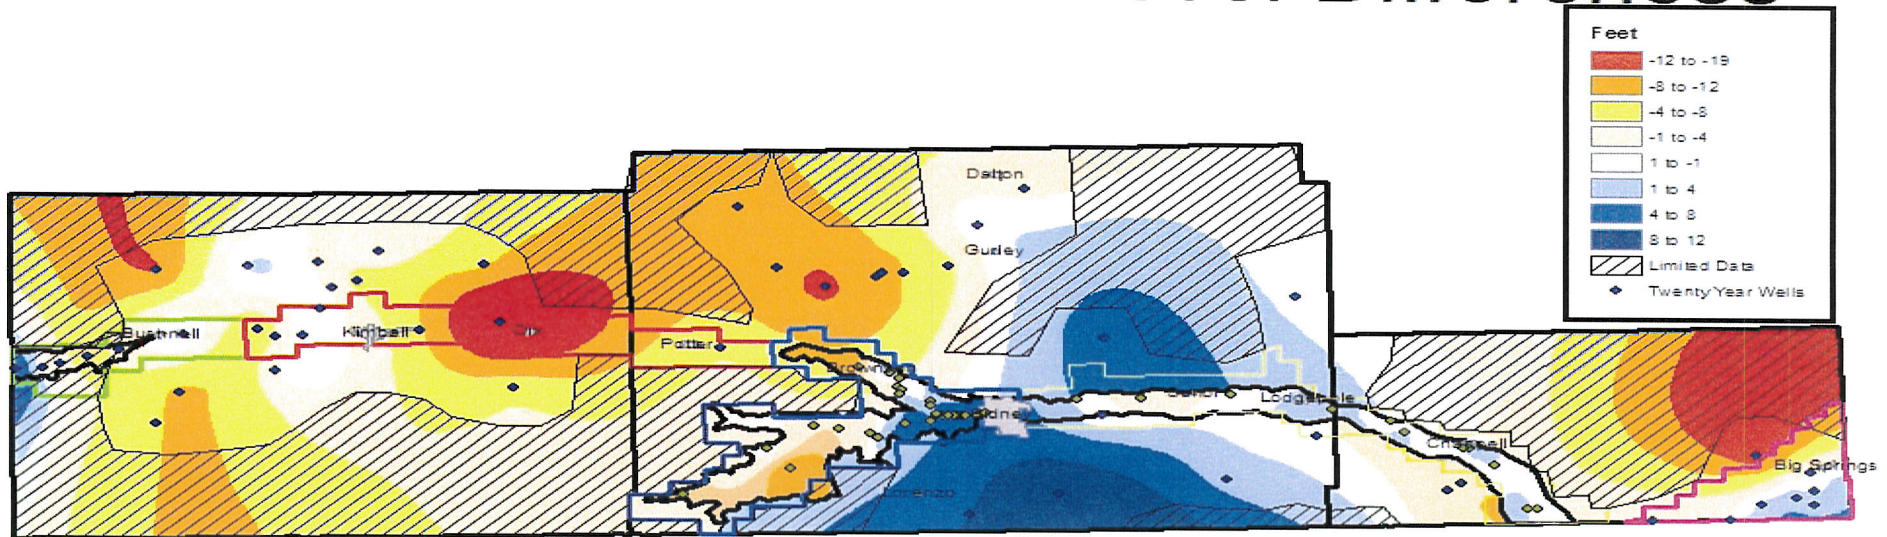 Feet
-12 to -19
-8 to -12
-4 to -8
-1 to -4
1 to -1
1 to 4
4 to 8
8 to 12
Limited Data
Twenty Year Wells
Dalton
Gurley
Bushnell
Kimball
Potter
Sidney
Lodgepole
Chappell
Big Springs
Lorenzo